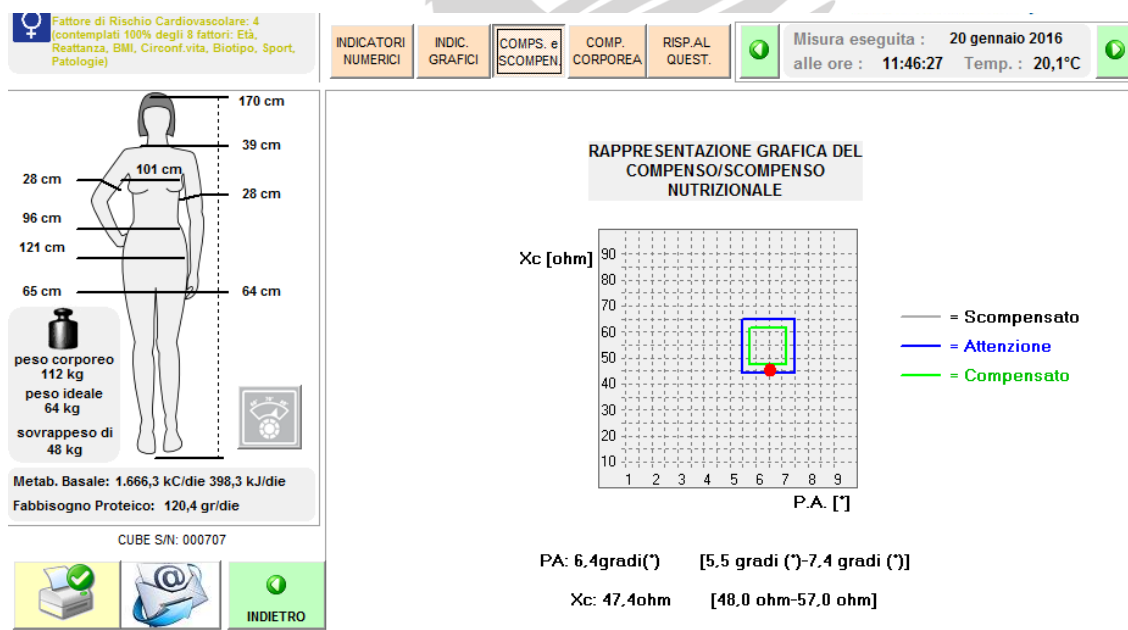 Fattore di Rischio Cardiovascolare: 4
(contemplati 100% degli 8 fattori: Età,
Reattanza, BMI, Circonf.vita, Biotipo, Sport,
Patologie)
INDICATORI
NUMERICI
INDIC.
GRAFICI
COMPS. e
SCOMPEN.
COMP.
CORPOREA
RISP.AL
QUEST.
Misura eseguita : 20 gennaio 2016
alle ore : 11:46:27 Temp. : 20,1°C
170 cm
39 cm
101 cm
28 cm
28 cm
96 cm
121 cm
65 cm
64 cm
peso corporeo
112 kg
peso ideale
64 kg
sovrappeso di
48 kg
Metab. Basale: 1.666,3 kC/die 398,3 kJ/die
Fabbisogno Proteico: 120,4 gr/die
CUBE S/N: 000707
INDIETRO
RAPPRESENTAZIONE GRAFICA DEL
COMPENSO/SCOMPENSO
NUTRIZIONALE
Xc [ohm]
90
80
70
60
50
40
30
20
10
1 2 3 4 5 6 7 8 9
P.A. [°]
= Scompensato
= Attenzione
= Compensato
PA: 6,4gradi(°) [5,5 gradi (°)-7,4 gradi (°)]
Xc: 47,4ohm [48,0 ohm-57,0 ohm]